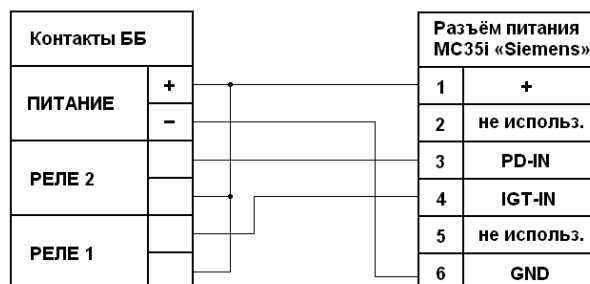 Контакты ББ
ПИТАНИЕ
+
–
РЕЛЕ 2
РЕЛЕ 1
Разъём питания
MC35i «Siemens»
1 +
2 не использ.
3 PD-IN
4 IGT-IN
5 не использ.
6 GND